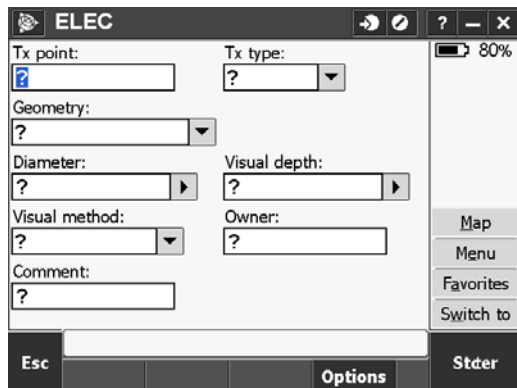 ELEC
? – ×
Tx point: Tx type:
? ?
80%
Geometry:
?
Diameter: Visual depth:
? ?
Visual method: Owner:
? ?
Comment:
?
Map
Menu
Favorites
Switch to
Esc
Options